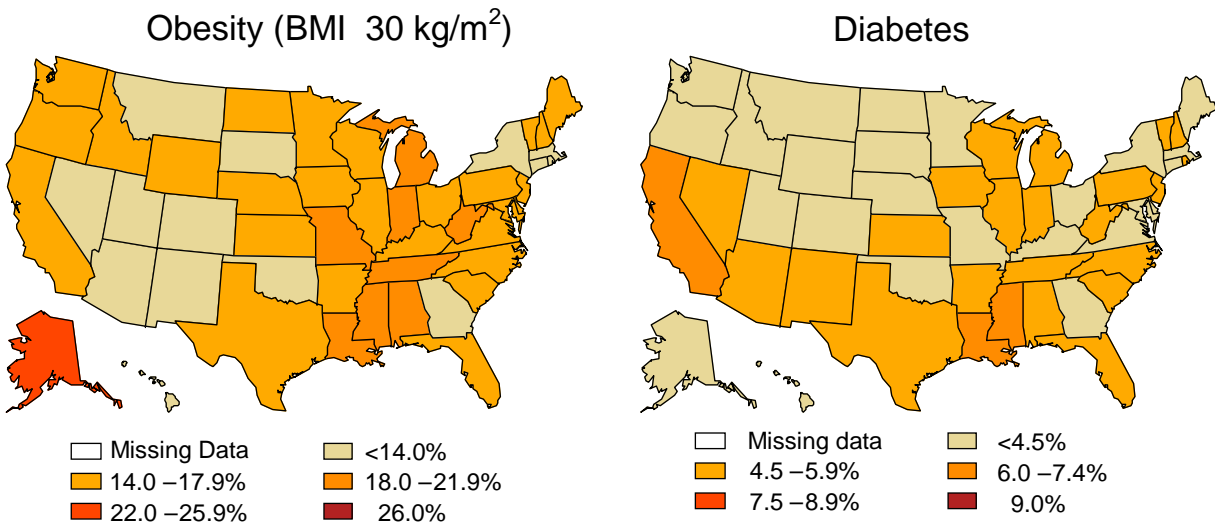 Obesity (BMI 30 kg/m²)
Diabetes
Missing Data
<14.0%
14.0 –17.9%
18.0 –21.9%
22.0 –25.9%
26.0%
Missing data
<4.5%
4.5 –5.9%
6.0 –7.4%
7.5 –8.9%
9.0%